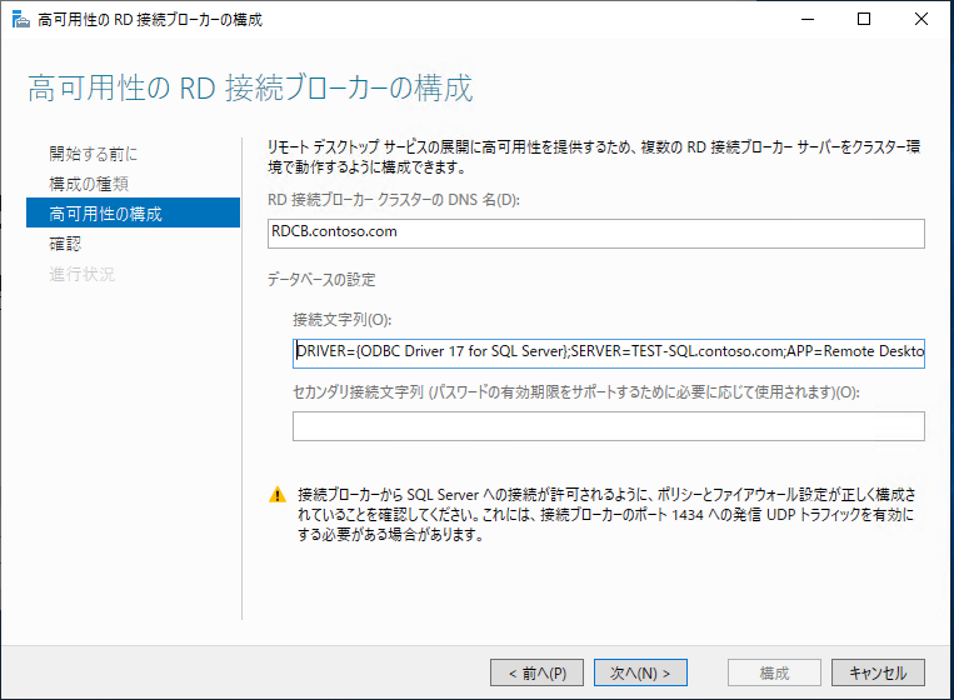 高可用性の RD 接続ブローカーの構成
高可用性の RD 接続ブローカーの構成
開始する前に
構成の種類
高可用性の構成
確認
進行状況
リモート デスクトップ サービスの展開に高可用性を提供するため、複数の RD 接続ブローカー サーバーをクラスター環
境で動作するように構成できます。
RD 接続ブローカー クラスターの DNS 名(D):
RDCB.contoso.com
データベースの設定
接続文字列(O):
DRIVER={ODBC Driver 17 for SQL Server};SERVER=TEST-SQL.contoso.com;APP=Remote Deskto
セカンダリ接続文字列 (パスワードの有効期限をサポートするために必要に応じて使用されます)(O):
接続ブローカーから SQL Server への接続が許可されるように、ポリシーとファイアウォール設定が正しく構成さ
れていることを確認してください。これには、接続ブローカーのポート 1434 への発信 UDP トラフィックを有効に
する必要がある場合があります。
< 前へ(P)
次へ(N) >
構成
キャンセル